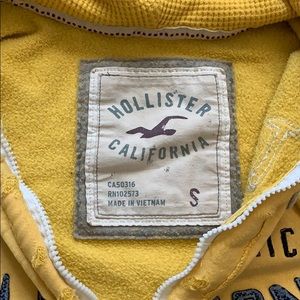 HOLLISTER
CALIFORNIA
CA50316
RN102573
MADE IN VIETNAM
S